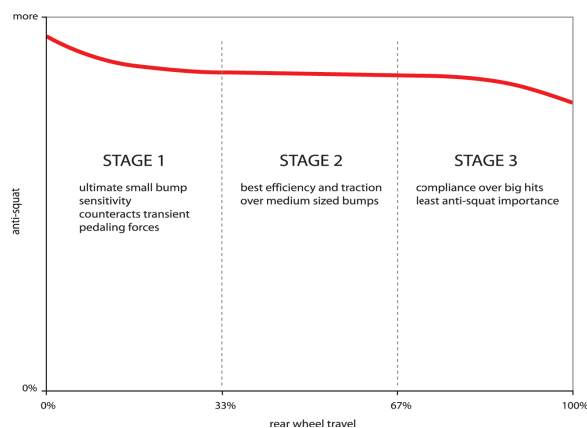 more
STAGE 1
STAGE 2
STAGE 3
ultimate small bump
sensitivity
counteracts transient
pedaling forces
best efficiency and traction
over medium sized bumps
compliance over big hits
least anti-squat importance
anti-squat
0%
0%
33%
67%
100%
rear wheel travel